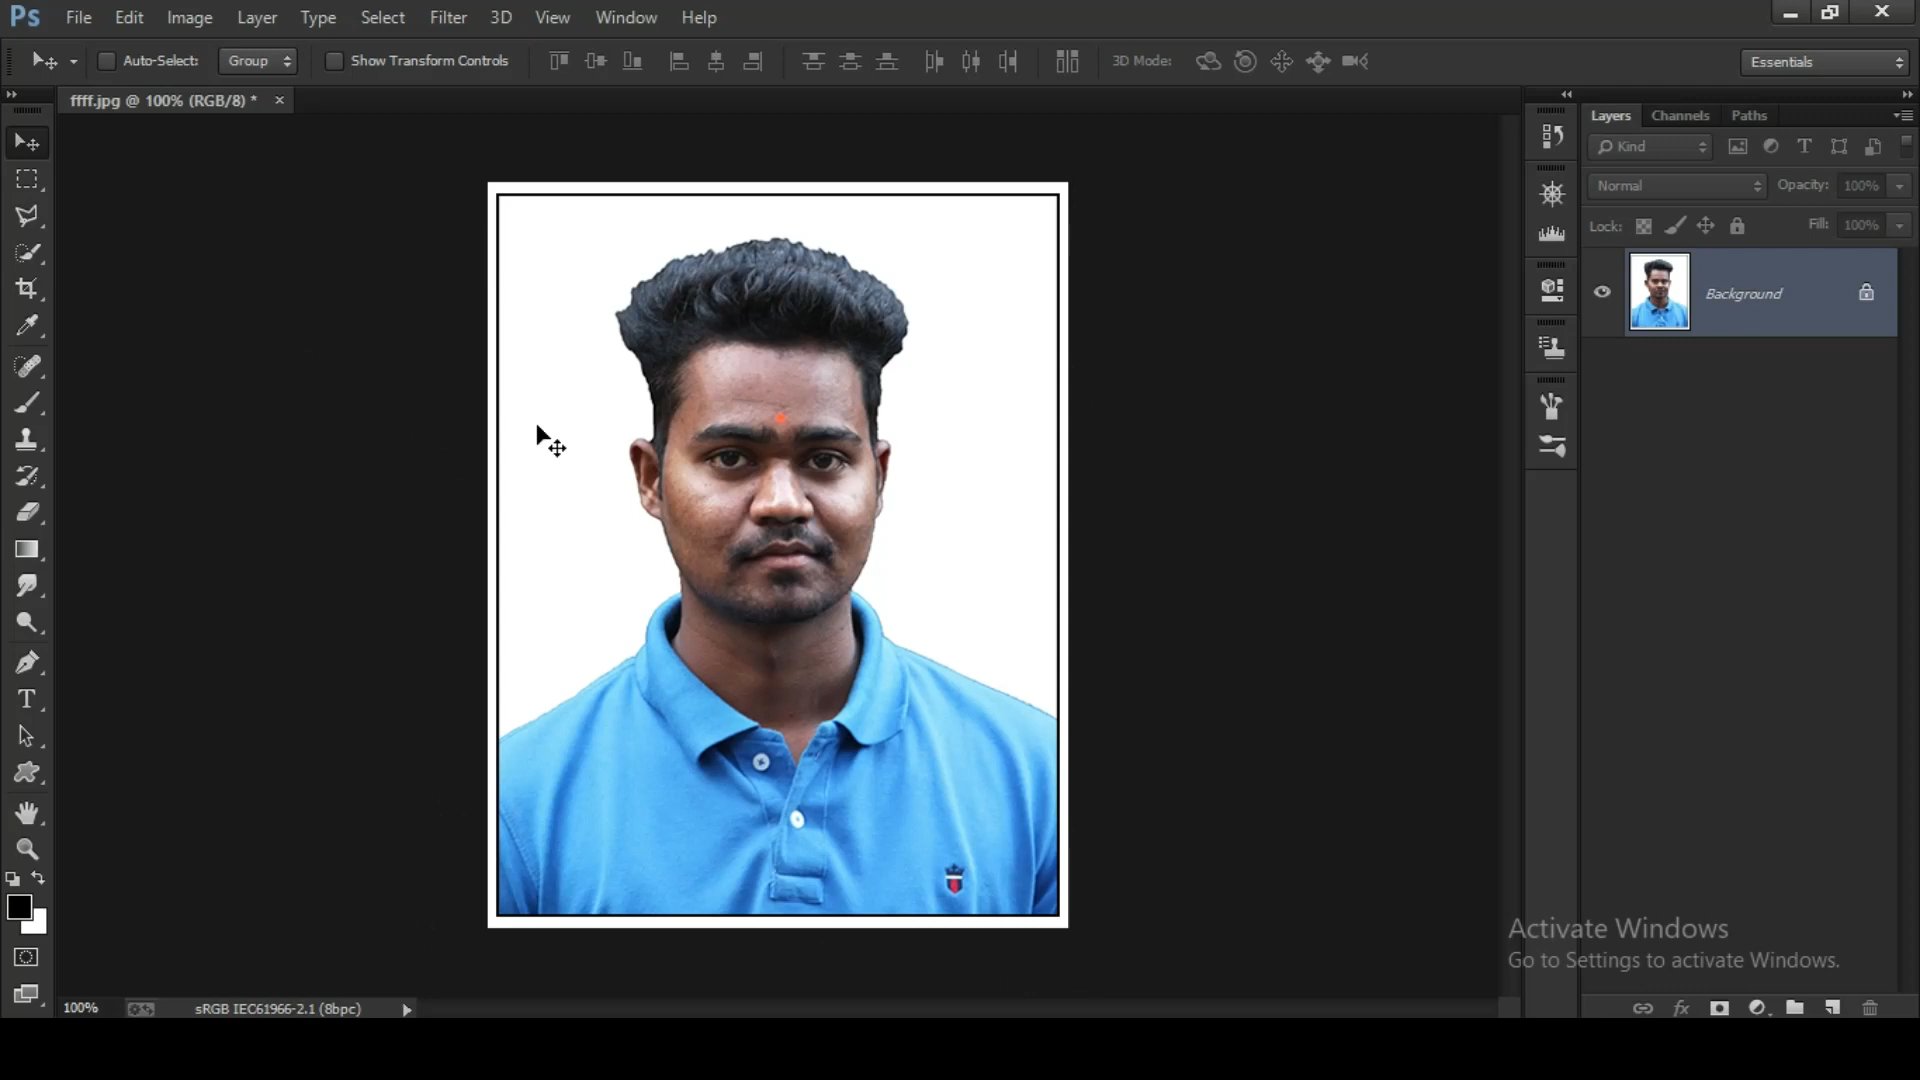 Ps File Edit Image Layer Type Select Filter 3D View Window Help
Auto-Select: Group Show Transform Controls 3D Mode: Essentials
ffff.jpg @ 100% (RGB/8) * ×
Layers Channels Paths
Kind
Normal Opacity: 100%
Lock: Fill: 100%
Background
Activate Windows
Go to Settings to activate Windows.
100% sRGB IEC61966-2.1 (8bpc)
fx